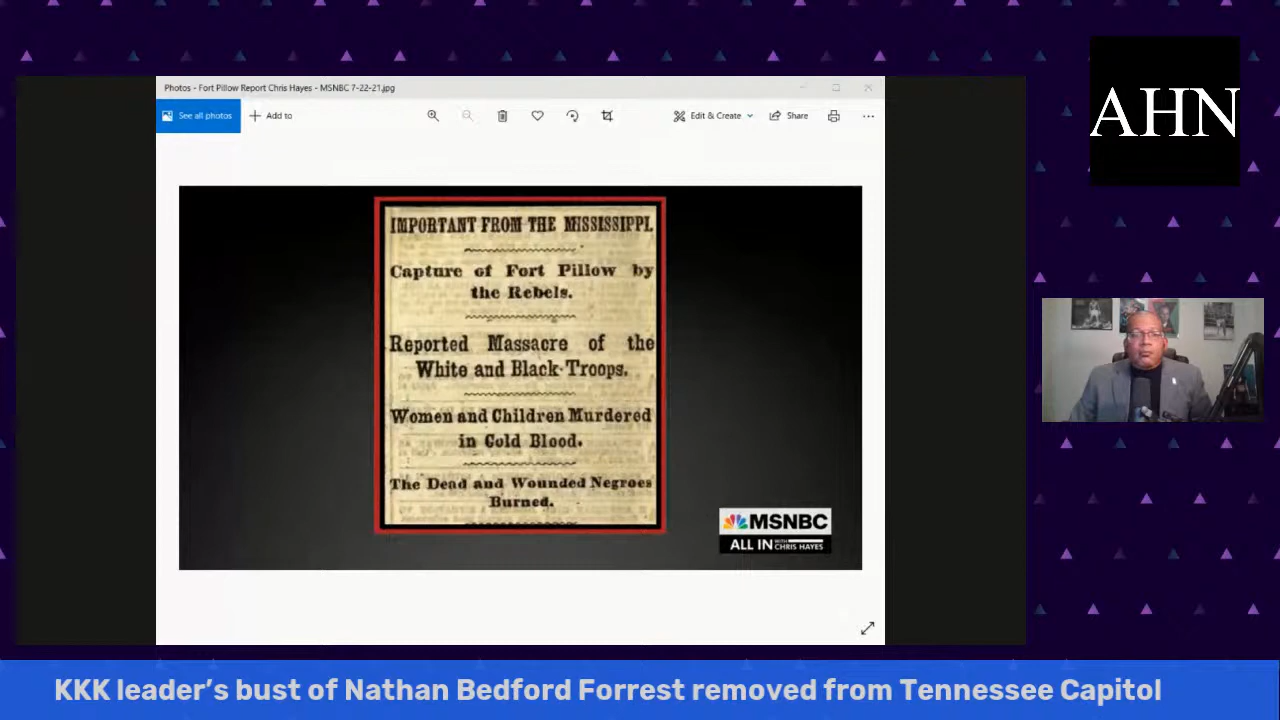 Photos - Fort Pillow Report Chris Hayes - MSNBC 7-22-21.jpg
See all photos
Add to
Edit & Create
Share
AHN
IMPORTANT FROM THE MISSISSIPPI.
Capture of Fort Pillow by
the Rebels.
Reported Massacre of the
White and Black Troops.
Women and Children Murdered
in Cold Blood.
The Dead and Wounded Negroes
Burned.
MSNBC
ALL IN WITH CHRIS HAYES
KKK leader’s bust of Nathan Bedford Forrest removed from Tennessee Capitol